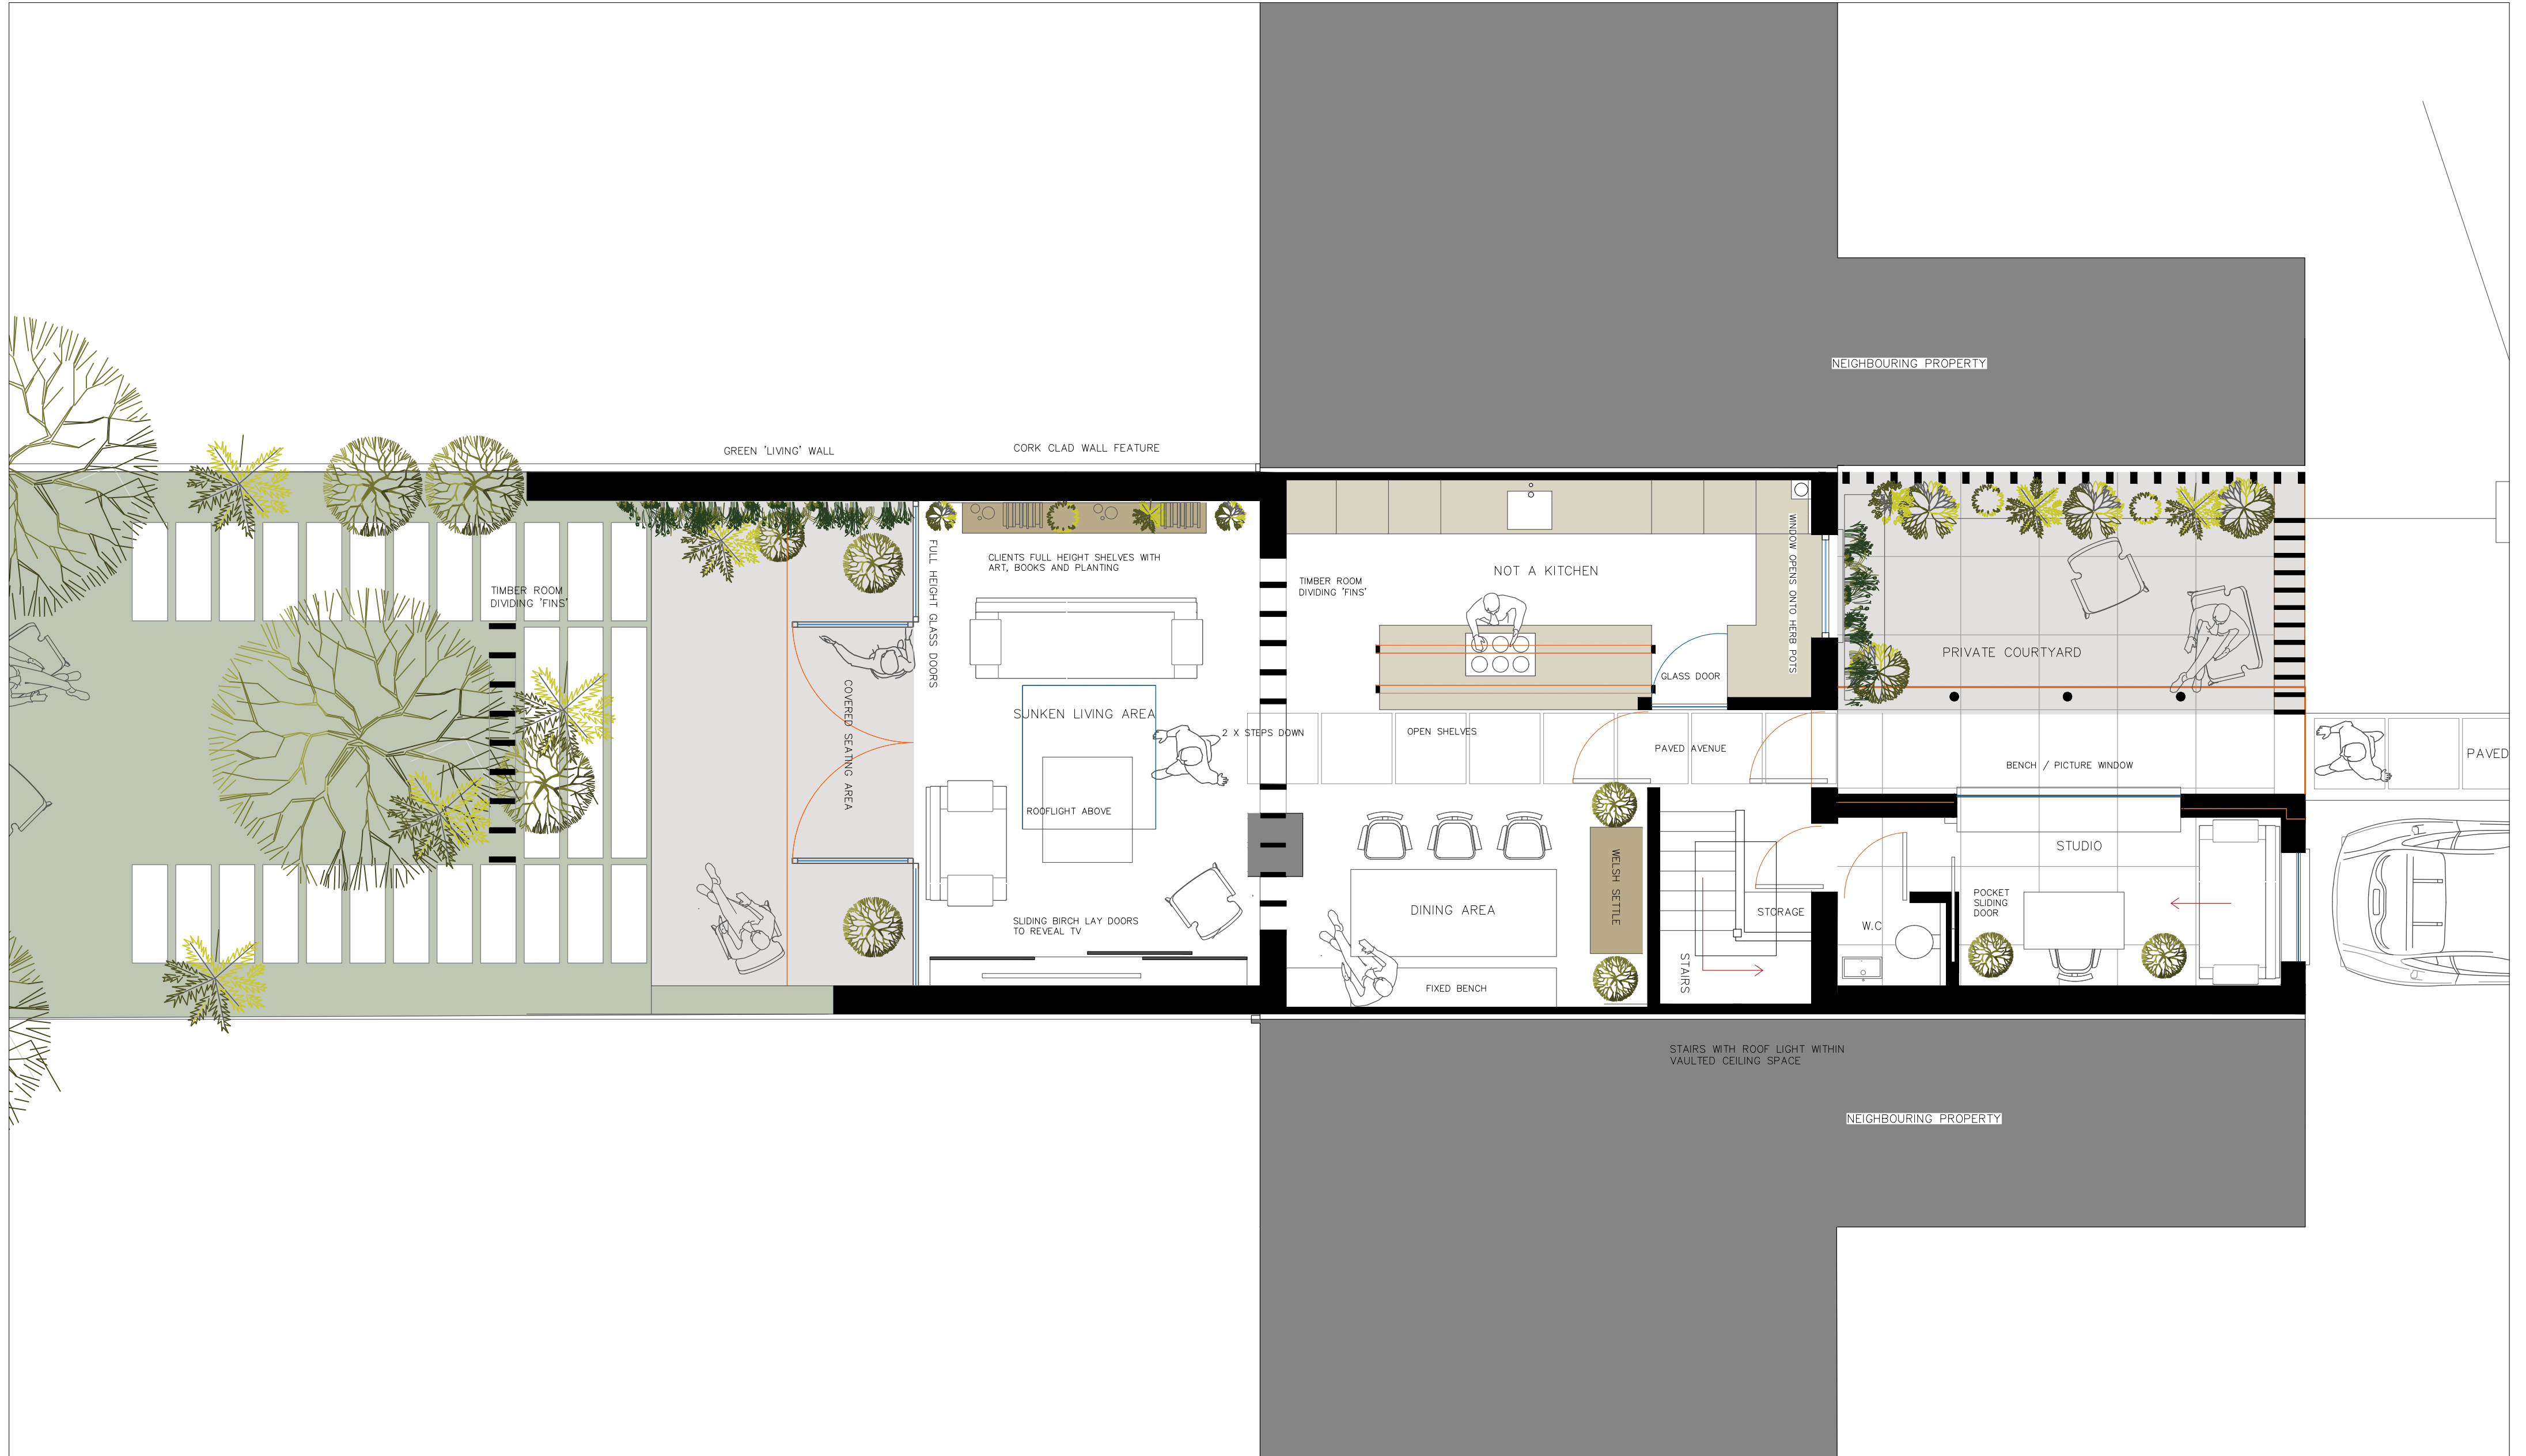 NEIGHBOURING PROPERTY
GREEN 'LIVING' WALL
CORK CLAD WALL FEATURE
TIMBER ROOM
DIVIDING 'FINS'
COVERED SEATING AREA
FULL HEIGHT GLASS DOORS
CLIENTS FULL HEIGHT SHELVES WITH
ART, BOOKS AND PLANTING
SUNKEN LIVING AREA
ROOFLIGHT ABOVE
2 X STEPS DOWN
SLIDING BIRCH LAY DOORS
TO REVEAL TV
TIMBER ROOM
DIVIDING 'FINS'
NOT A KITCHEN
WINDOW OPENS ONTO HERB POTS
GLASS DOOR
OPEN SHELVES
PAVED AVENUE
DINING AREA
FIXED BENCH
WELSH SETTLE
STAIRS
STORAGE
PRIVATE COURTYARD
BENCH / PICTURE WINDOW
PAVED
STUDIO
W.C
POCKET
SLIDING
DOOR
STAIRS WITH ROOF LIGHT WITHIN
VAULTED CEILING SPACE
NEIGHBOURING PROPERTY